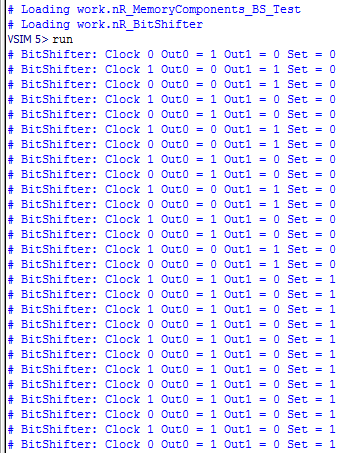 # Loading work.nR_MemoryComponents_BS_Test
# Loading work.nR_BitShifter
VSIM 5> run
# BitShifter: Clock 0 Out0 = 1 Out1 = 0 Set = 0
# BitShifter: Clock 1 Out0 = 0 Out1 = 1 Set = 0
# BitShifter: Clock 0 Out0 = 0 Out1 = 1 Set = 0
# BitShifter: Clock 1 Out0 = 1 Out1 = 0 Set = 0
# BitShifter: Clock 0 Out0 = 1 Out1 = 0 Set = 0
# BitShifter: Clock 1 Out0 = 0 Out1 = 1 Set = 0
# BitShifter: Clock 0 Out0 = 0 Out1 = 1 Set = 0
# BitShifter: Clock 1 Out0 = 1 Out1 = 0 Set = 0
# BitShifter: Clock 0 Out0 = 1 Out1 = 0 Set = 0
# BitShifter: Clock 1 Out0 = 0 Out1 = 1 Set = 0
# BitShifter: Clock 0 Out0 = 0 Out1 = 1 Set = 0
# BitShifter: Clock 1 Out0 = 1 Out1 = 0 Set = 0
# BitShifter: Clock 0 Out0 = 1 Out1 = 0 Set = 0
# BitShifter: Clock 1 Out0 = 0 Out1 = 1 Set = 0
# BitShifter: Clock 1 Out0 = 1 Out1 = 0 Set = 1
# BitShifter: Clock 0 Out0 = 1 Out1 = 0 Set = 1
# BitShifter: Clock 1 Out0 = 1 Out1 = 0 Set = 1
# BitShifter: Clock 1 Out0 = 1 Out1 = 0 Set = 1
# BitShifter: Clock 0 Out0 = 1 Out1 = 0 Set = 1
# BitShifter: Clock 1 Out0 = 1 Out1 = 0 Set = 1
# BitShifter: Clock 0 Out0 = 1 Out1 = 0 Set = 1
# BitShifter: Clock 1 Out0 = 1 Out1 = 0 Set = 1
# BitShifter: Clock 0 Out0 = 1 Out1 = 0 Set = 1
# BitShifter: Clock 1 Out0 = 1 Out1 = 0 Set = 1
# BitShifter: Clock 0 Out0 = 1 Out1 = 0 Set = 1
# BitShifter: Clock 1 Out0 = 1 Out1 = 0 Set = 1
# BitShifter: Clock 0 Out0 = 1 Out1 = 0 Set = 1